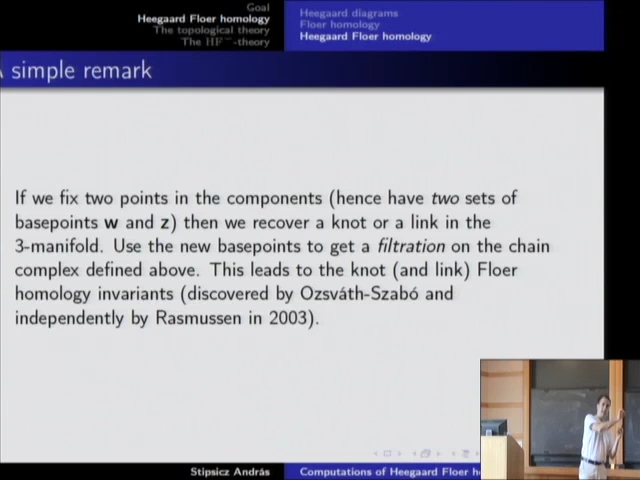 Goal
Heegaard Floer homology
The topological theory
The HF⁻-theory
Heegaard diagrams
Floer homology
Heegaard Floer homology
simple remark
If we fix two points in the components (hence have two sets of
basepoints w and z) then we recover a knot or a link in the
3-manifold. Use the new basepoints to get a filtration on the chain
complex defined above. This leads to the knot (and link) Floer
homology invariants (discovered by Ozsváth-Szabó and
independently by Rasmussen in 2003).
Stipsicz András
Computations of Heegaard Floer h